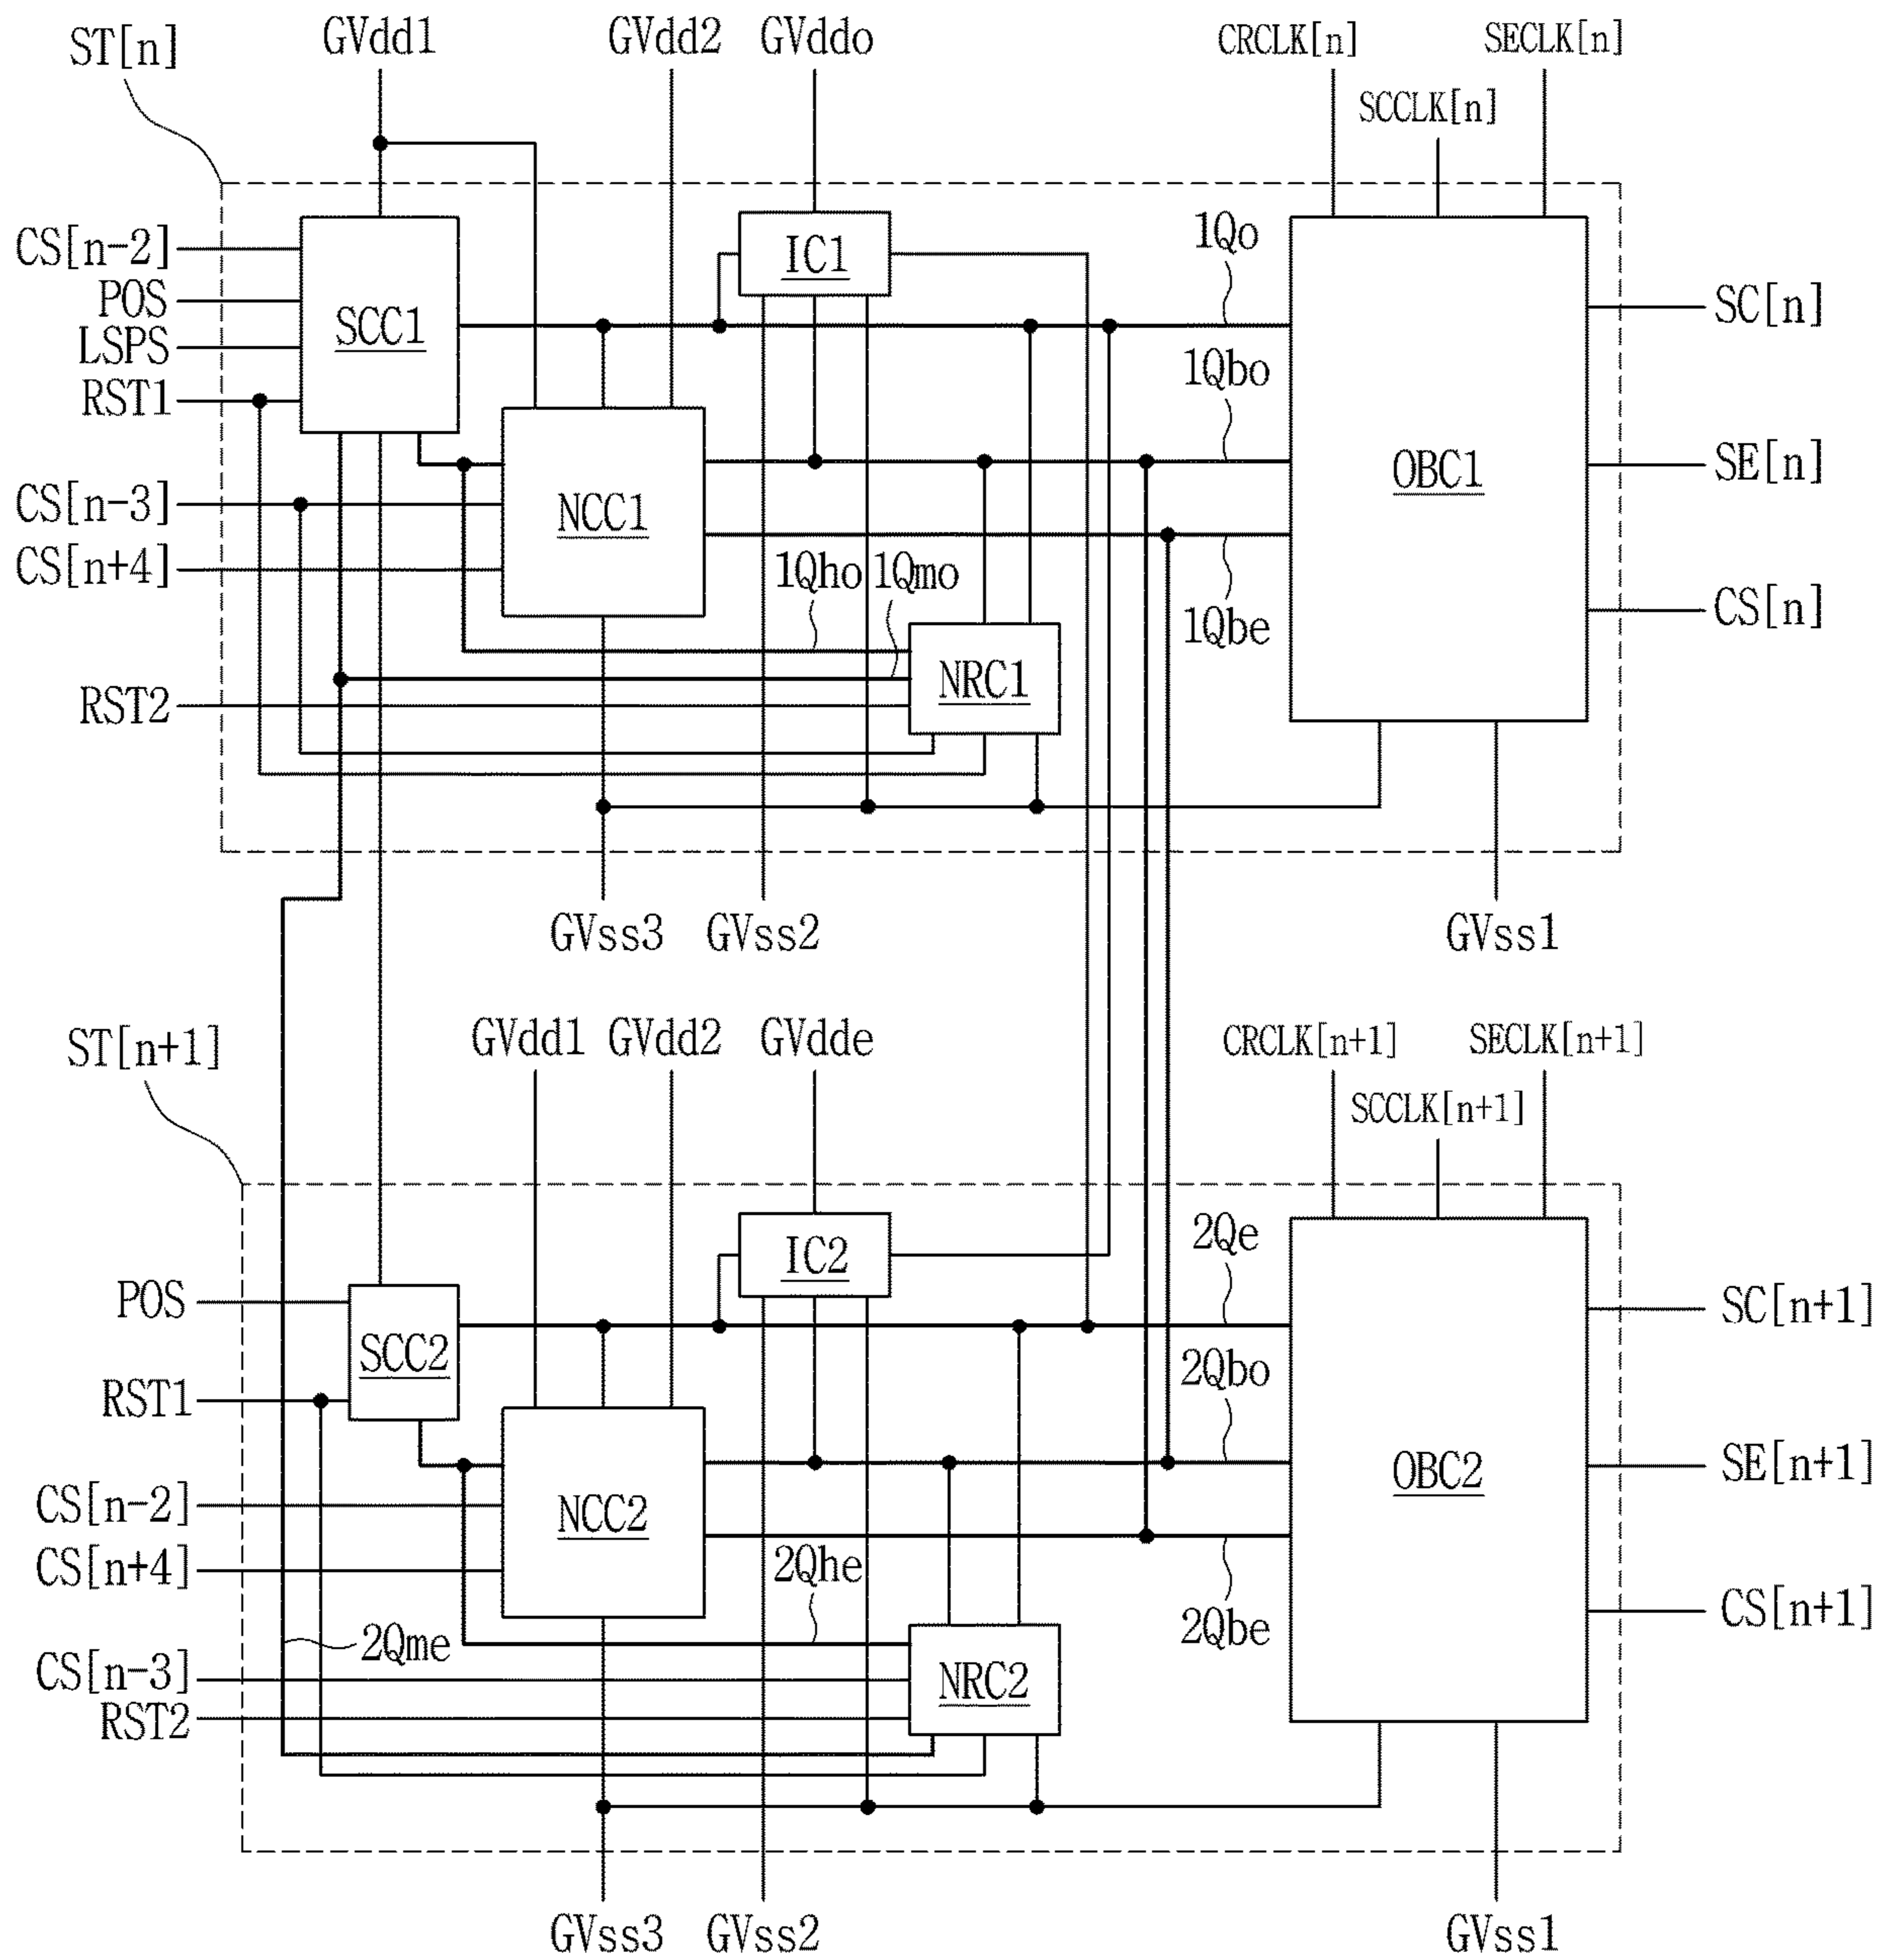 ST[n]
GVdd1
GVdd2
GVddo
CRCLK[n]
SECLK[n]
SCCLK[n]
CS[n-2]
POS
LSPS
RST1
SCC1
IC1
1Qo
1Qbo
SC[n]
CS[n-3]
CS[n+4]
NCC1
OBC1
SE[n]
1Qho
1Qmo
1Qbe
CS[n]
RST2
NRC1
GVss3
GVss2
GVss1
ST[n+1]
GVdd1
GVdd2
GVdde
CRCLK[n+1]
SECLK[n+1]
SCCLK[n+1]
POS
RST1
SCC2
IC2
2Qe
2Qbo
SC[n+1]
CS[n-2]
CS[n+4]
NCC2
OBC2
SE[n+1]
2Qhe
2Qbe
CS[n+1]
2Qme
CS[n-3]
RST2
NRC2
GVss3
GVss2
GVss1